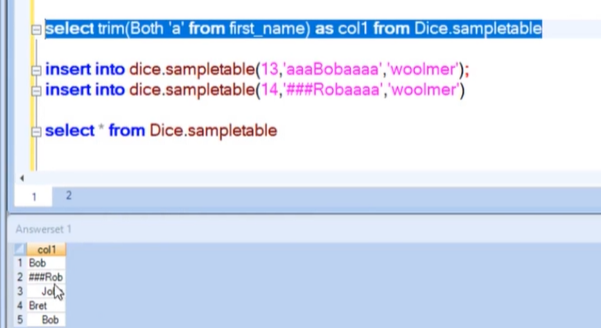 select trim(Both 'a' from first_name) as col1 from Dice.sampletable
insert into dice.sampletable(13,'aaaBobaaaa','woolmer');
insert into dice.sampletable(14,'###Robaaaa','woolmer')
select * from Dice.sampletable
1 2
Answerset 1
col1
1 Bob
2 ###Rob
3
4 Bret
5 Bob